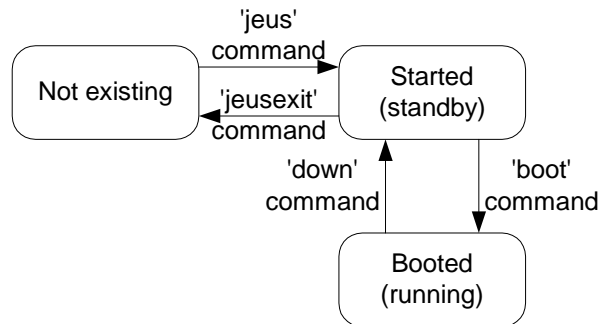 'jeus'
command
Not existing
Started
(standby)
'jeusexit'
command
'down'
command
'boot'
command
Booted
(running)